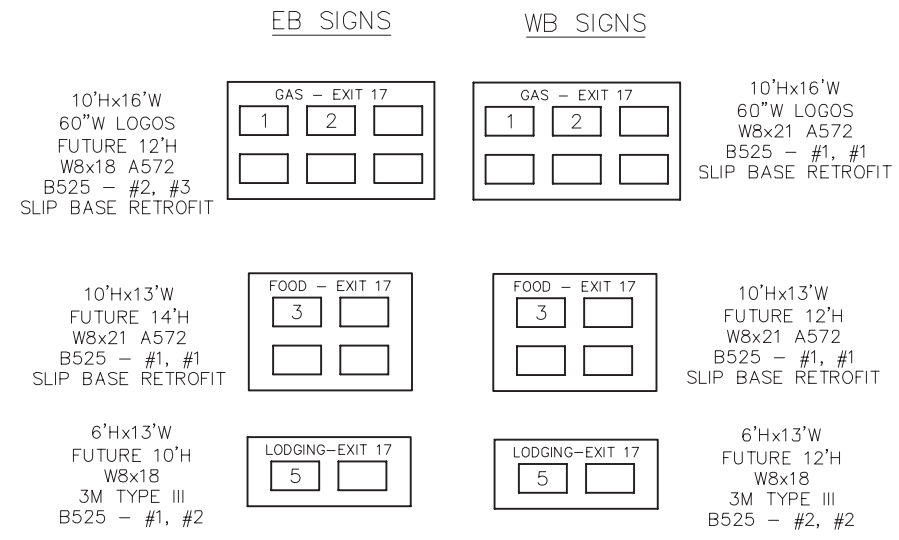 EB SIGNS
WB SIGNS
10'Hx16'W
60"W LOGOS
FUTURE 12'H
W8x18 A572
B525 – #2, #3
SLIP BASE RETROFIT
GAS – EXIT 17
1 2
GAS – EXIT 17
1 2
10'Hx16'W
60"W LOGOS
W8x21 A572
B525 – #1, #1
SLIP BASE RETROFIT
10'Hx13'W
FUTURE 14'H
W8x21 A572
B525 – #1, #1
SLIP BASE RETROFIT
FOOD – EXIT 17
3
FOOD – EXIT 17
3
10'Hx13'W
FUTURE 12'H
W8x21 A572
B525 – #1, #1
SLIP BASE RETROFIT
6'Hx13'W
FUTURE 10'H
W8x18
3M TYPE III
B525 – #1, #2
LODGING–EXIT 17
5
LODGING–EXIT 17
5
6'Hx13'W
FUTURE 12'H
W8x18
3M TYPE III
B525 – #2, #2